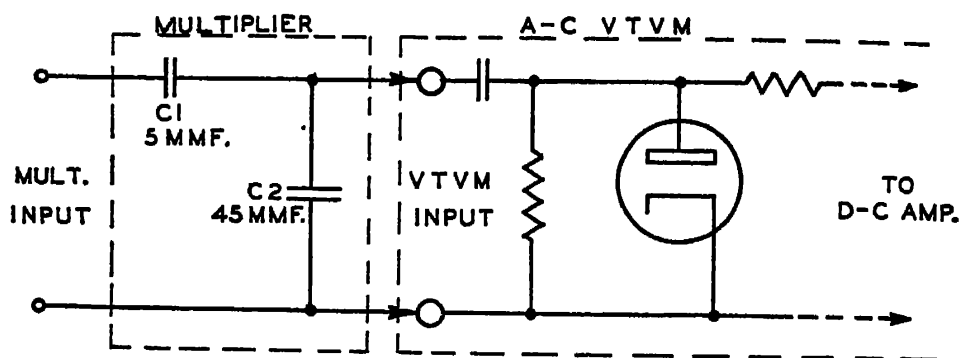 MULTIPLIER
A-C VTVM
C1
5 MMF.
MULT.
INPUT
C2
45 MMF.
VTVM
INPUT
TO
D-C AMP.